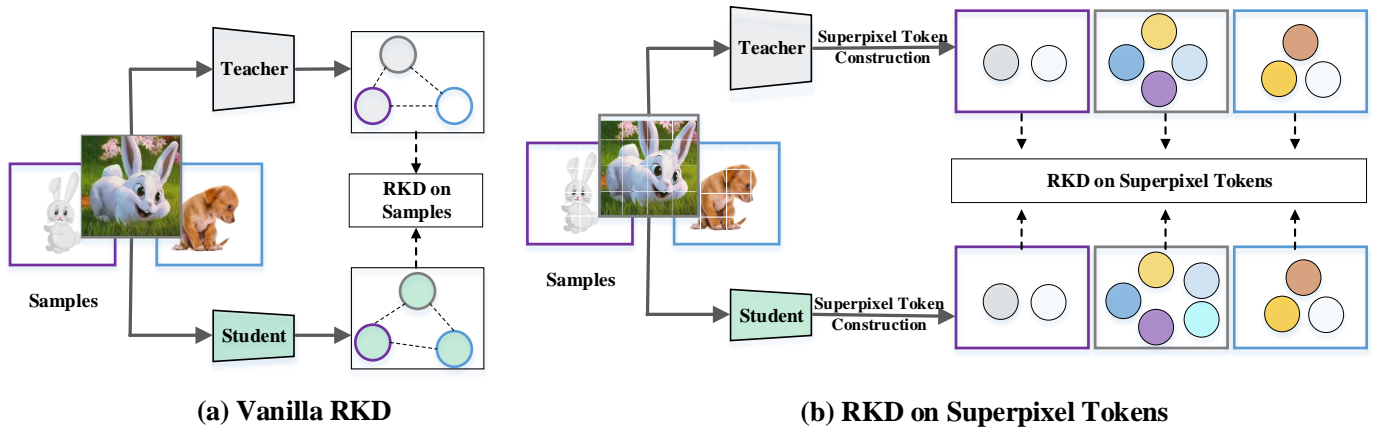 Teacher
RKD on
Samples
Samples
Student
(a) Vanilla RKD
Teacher
Superpixel Token
Construction
RKD on Superpixel Tokens
Samples
Student
Superpixel Token
Construction
(b) RKD on Superpixel Tokens